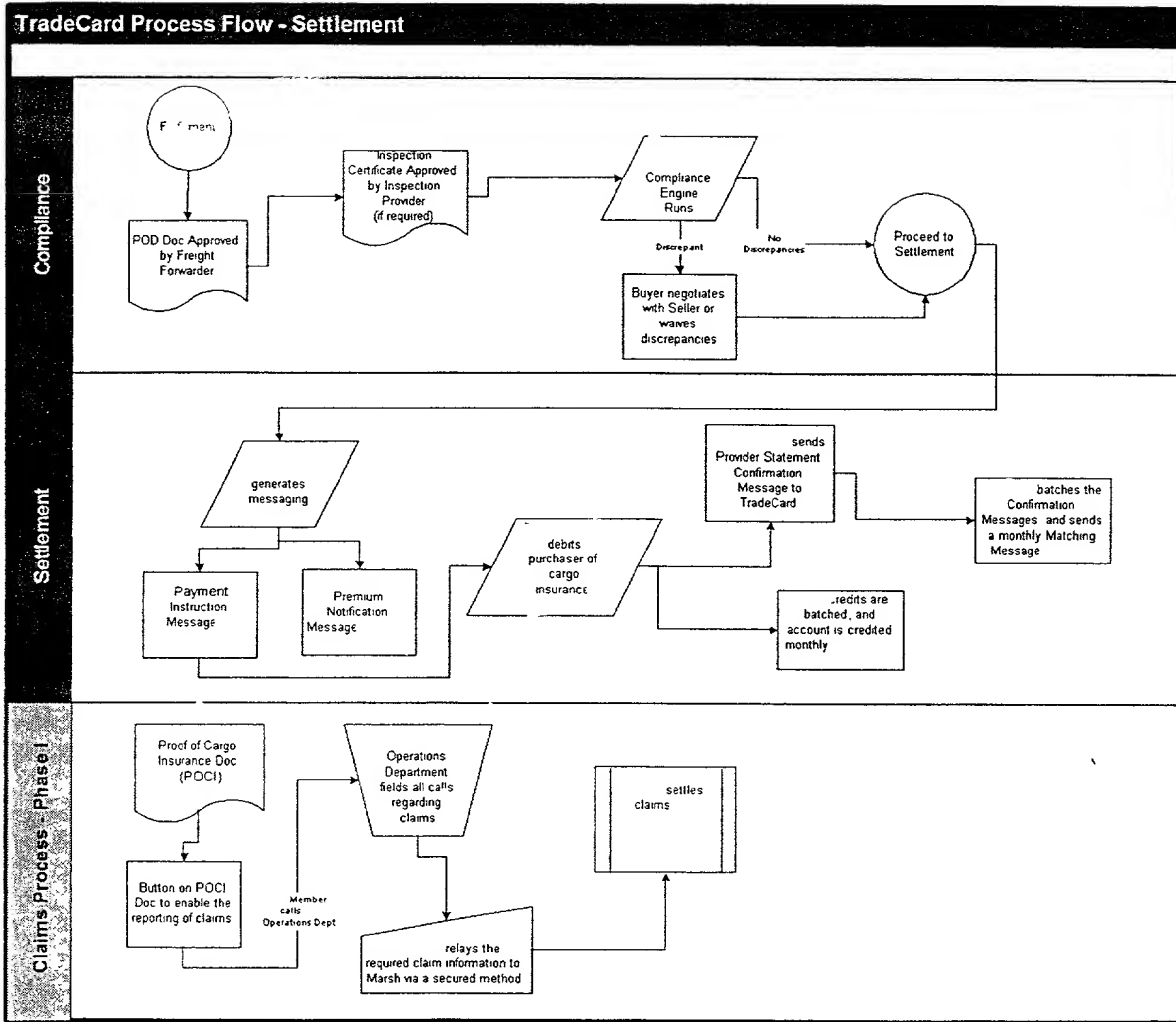 TradeCard Process Flow - Settlement
Compliance
Inspection
Certificate Approved
by Inspection
Provider
(if required)
POD Doc Approved
by Freight
Forwarder
Compliance
Engine
Runs
Discrepant
No
Discrepancies
Proceed to
Settlement
Buyer negotiates
with Seller or
waives
discrepancies
Settlement
generates
messaging
Payment
Instruction
Message
Premium
Notification
Message
debits
purchaser of
cargo
insurance
sends
Provider Statement
Confirmation
Message to
TradeCard
batches the
Confirmation
Messages and sends
a monthly Matching
Message
are
batched, and
account is credited
monthly
Claims Process - Phase I
Proof of Cargo
Insurance Doc
(POCI)
Button on POCI
Doc to enable the
reporting of claims
Member
calls
Operations Dept
Operations
Department
fields all calls
regarding
claims
relays the
required claim information to
Marsh via a secured method
settles
claims